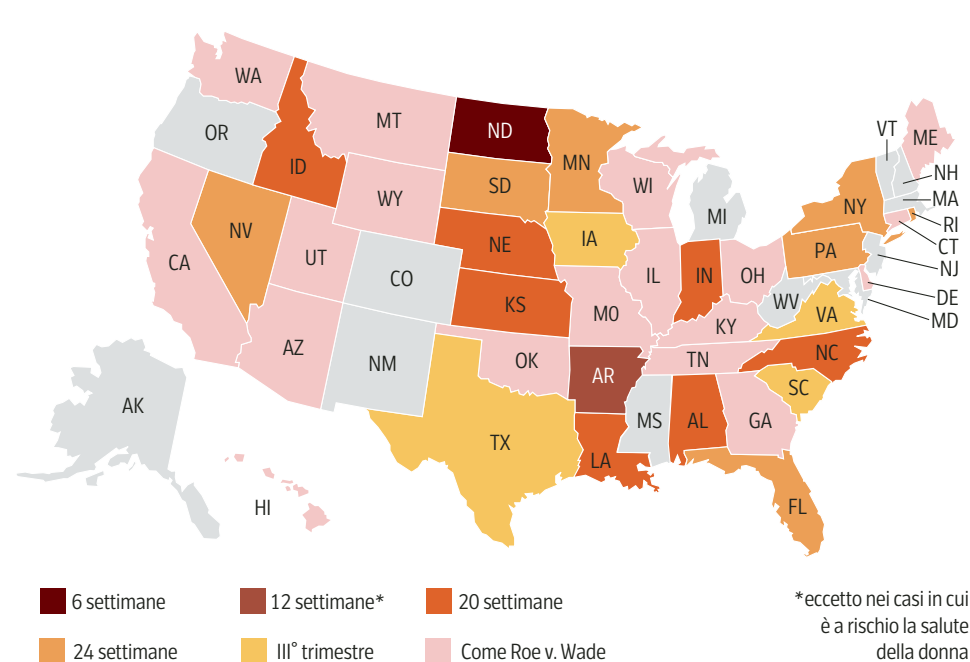 WA
MT
ND
VT
ME
OR
MN
ID
SD
WI
NH
WY
MI
MA
NY
RI
NV
IA
CT
NE
PA
UT
NJ
CA
CO
IL
IN
OH
DE
WV
KS
MO
VA
MD
KY
AZ
NC
OK
TN
NM
AR
SC
AK
MS
AL
GA
TX
LA
HI
FL
6 settimane
12 settimane*
20 settimane
24 settimane
III° trimestre
Come Roe v. Wade
*eccetto nei casi in cui
è a rischio la salute
della donna